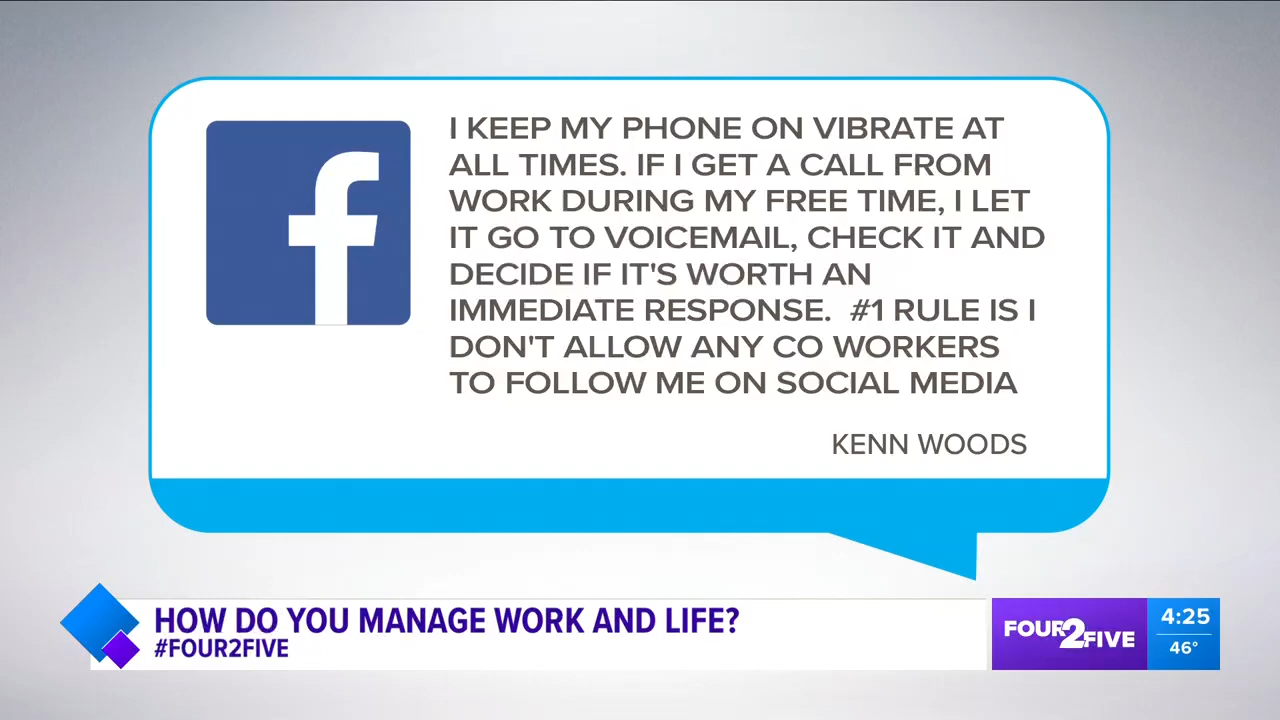 I KEEP MY PHONE ON VIBRATE AT
ALL TIMES. IF I GET A CALL FROM
WORK DURING MY FREE TIME, I LET
IT GO TO VOICEMAIL, CHECK IT AND
DECIDE IF IT'S WORTH AN
IMMEDIATE RESPONSE.  #1 RULE IS I
DON'T ALLOW ANY CO WORKERS
TO FOLLOW ME ON SOCIAL MEDIA
KENN WOODS
HOW DO YOU MANAGE WORK AND LIFE?
#FOUR2FIVE
FOUR2FIVE
4:25
46°